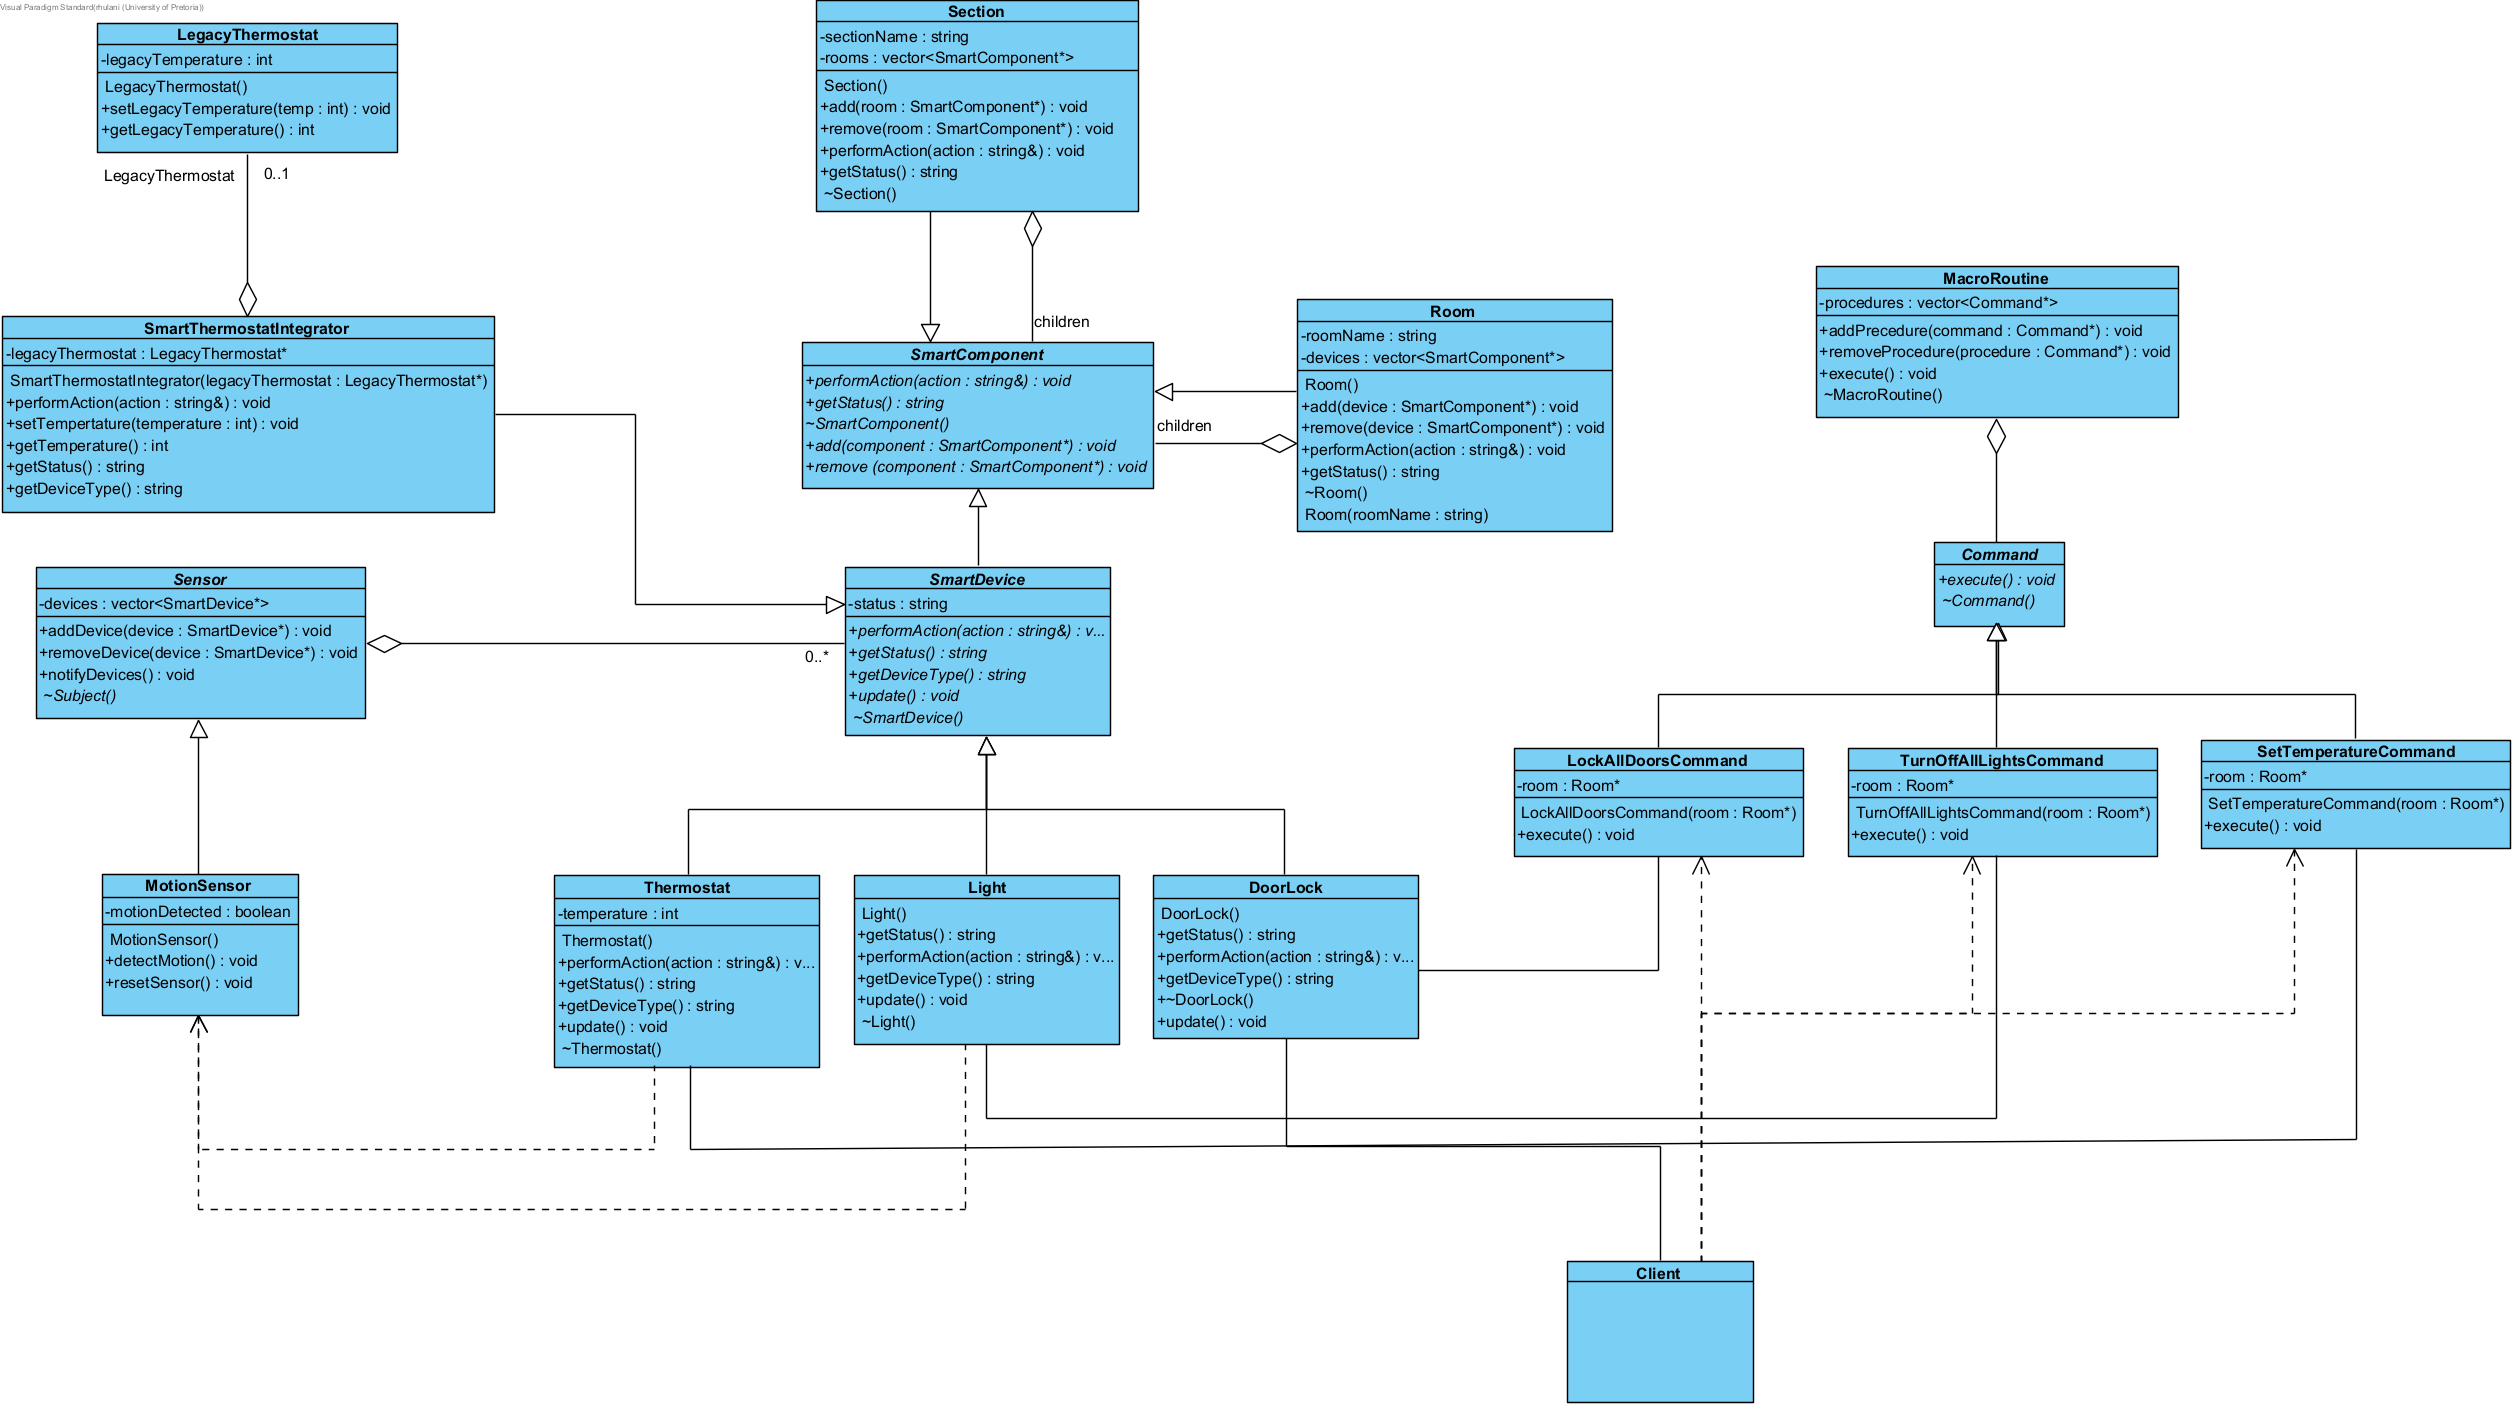 Visual Paradigm Standard(rhulani (University of Pretoria))
LegacyThermostat
-legacyTemperature : int
LegacyThermostat()
+setLegacyTemperature(temp : int) : void
+getLegacyTemperature() : int
LegacyThermostat
0..1
Section
-sectionName : string
-rooms : vector<SmartComponent*>
Section()
+add(room : SmartComponent*) : void
+remove(room : SmartComponent*) : void
+performAction(action : string&) : void
+getStatus() : string
~Section()
children
SmartThermostatIntegrator
-legacyThermostat : LegacyThermostat*
SmartThermostatIntegrator(legacyThermostat : LegacyThermostat*)
+performAction(action : string&) : void
+setTempertature(temperature : int) : void
+getTemperature() : int
+getStatus() : string
+getDeviceType() : string
SmartComponent
+performAction(action : string&) : void
+getStatus() : string
~SmartComponent()
+add(component : SmartComponent*) : void
+remove (component : SmartComponent*) : void
children
Room
-roomName : string
-devices : vector<SmartComponent*>
Room()
+add(device : SmartComponent*) : void
+remove(device : SmartComponent*) : void
+performAction(action : string&) : void
+getStatus() : string
~Room()
Room(roomName : string)
MacroRoutine
-procedures : vector<Command*>
+addPrecedure(command : Command*) : void
+removeProcedure(procedure : Command*) : void
+execute() : void
~MacroRoutine()
Command
+execute() : void
~Command()
Sensor
-devices : vector<SmartDevice*>
+addDevice(device : SmartDevice*) : void
+removeDevice(device : SmartDevice*) : void
+notifyDevices() : void
~Subject()
0..*
SmartDevice
-status : string
+performAction(action : string&) : v...
+getStatus() : string
+getDeviceType() : string
+update() : void
~SmartDevice()
LockAllDoorsCommand
-room : Room*
LockAllDoorsCommand(room : Room*)
+execute() : void
TurnOffAllLightsCommand
-room : Room*
TurnOffAllLightsCommand(room : Room*)
+execute() : void
SetTemperatureCommand
-room : Room*
SetTemperatureCommand(room : Room*)
+execute() : void
MotionSensor
-motionDetected : boolean
MotionSensor()
+detectMotion() : void
+resetSensor() : void
Thermostat
-temperature : int
Thermostat()
+performAction(action : string&) : v...
+getStatus() : string
+getDeviceType() : string
+update() : void
~Thermostat()
Light
Light()
+getStatus() : string
+performAction(action : string&) : v...
+getDeviceType() : string
+update() : void
~Light()
DoorLock
DoorLock()
+getStatus() : string
+performAction(action : string&) : v...
+getDeviceType() : string
+~DoorLock()
+update() : void
Client